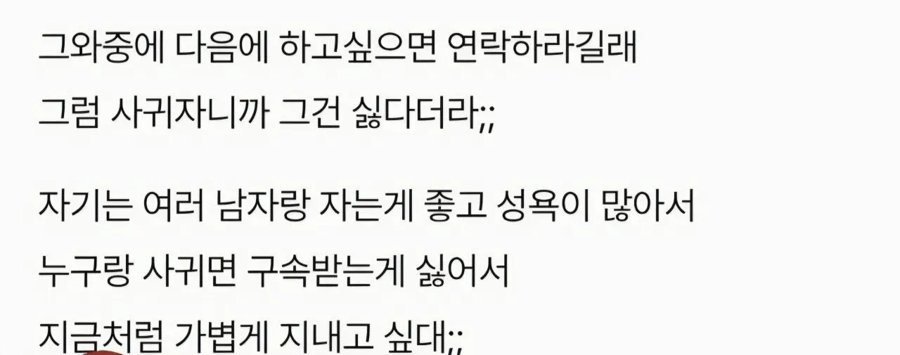 그와중에 다음에 하고싶으면 연락하라길래
그럼 사귀자니까 그건 싫다더라;;
자기는 여러 남자랑 자는게 좋고 성욕이 많아서
누구랑 사귀면 구속받는게 싫어서
지금처럼 가볍게 지내고 싶대;;